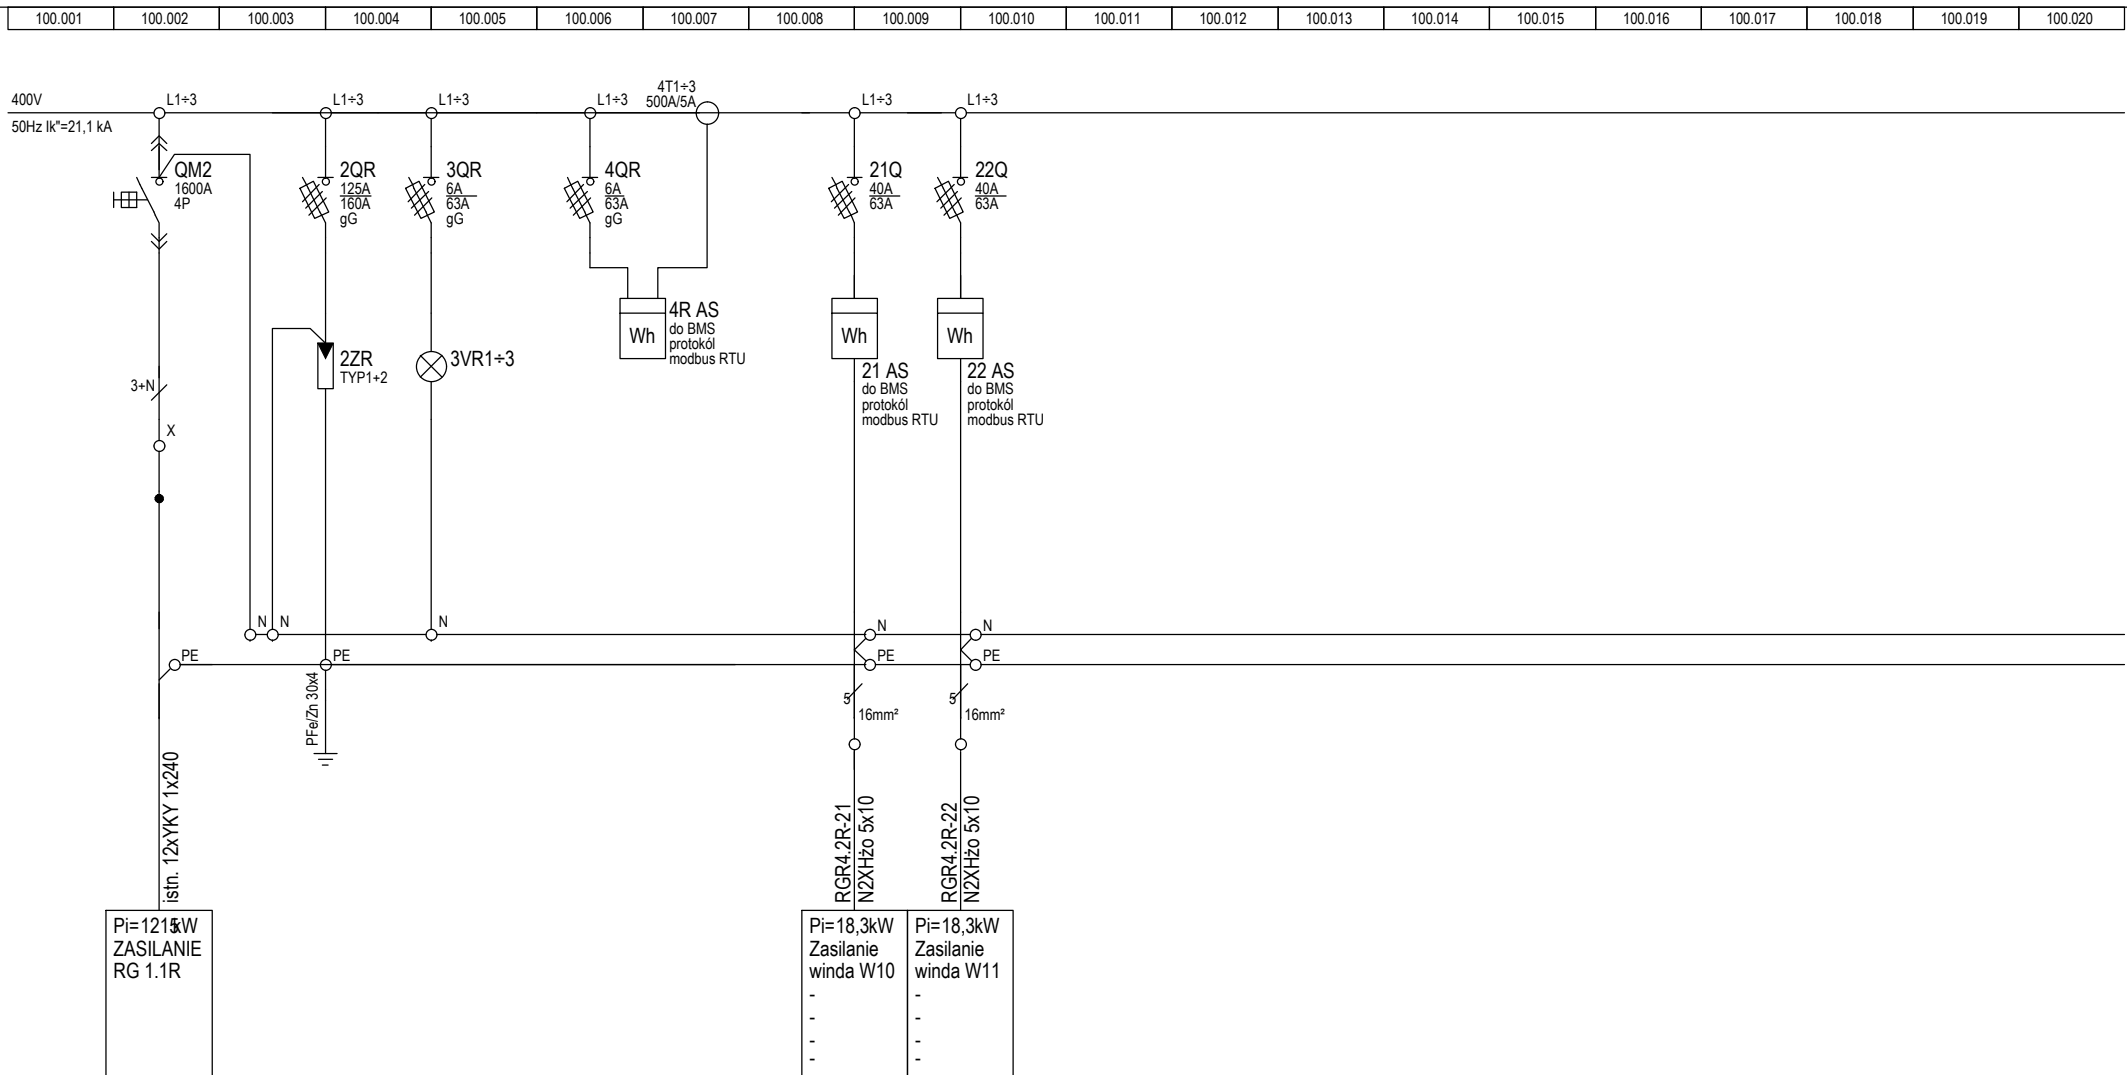 100.001 100.002 100.003 100.004 100.005 100.006 100.007 100.008 100.009 100.010 100.011 100.012 100.013 100.014 100.015 100.016 100.017 100.018 100.019 100.020
400V
50Hz Ik"=21,1 kA
L1÷3
L1÷3
L1÷3
L1÷3
4T1÷3
500A/5A
L1÷3
L1÷3
QM2
1600A
4P
2QR
125A
160A
gG
3QR
6A
63A
gG
4QR
6A
63A
gG
21Q
40A
63A
22Q
40A
63A
Wh
4R AS
do BMS
protokól
modbus RTU
Wh
21 AS
do BMS
protokól
modbus RTU
Wh
22 AS
do BMS
protokól
modbus RTU
2ZR
TYP1+2
3VR1÷3
3+N
X
N
N
N
N
N
PE
PE
PE
PE
PFe/Zn 30x4
5
16mm²
5
16mm²
istn. 12xYKY 1x240
RGR4.2R-21
N2XHżo 5x10
RGR4.2R-22
N2XHżo 5x10
Pi=1215kW
ZASILANIE
RG 1.1R
Pi=18,3kW
Zasilanie
winda W10
-
-
-
-
Pi=18,3kW
Zasilanie
winda W11
-
-
-
-